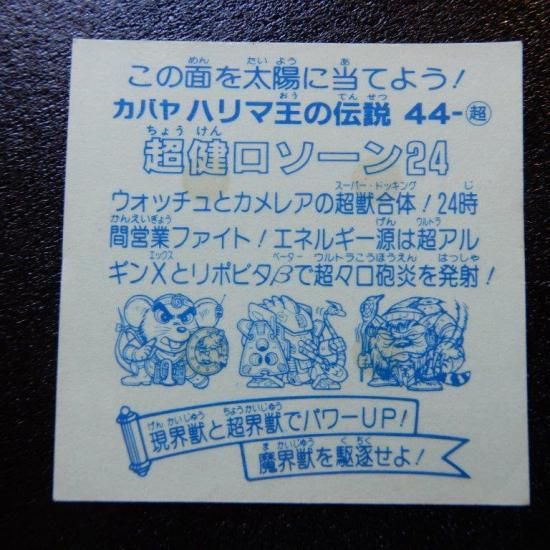 この面を太陽に当てよう!
カバヤ ハリマ王の伝説 44-超
超健ロソーン24
ウォッチュとカメレアの超獣合体!24時
間営業ファイト!エネルギー源は超アル
ギンXとリポビタβで超々口砲炎を発射!
現界獣と超界獣でパワーUP!
魔界獣を駆逐せよ!